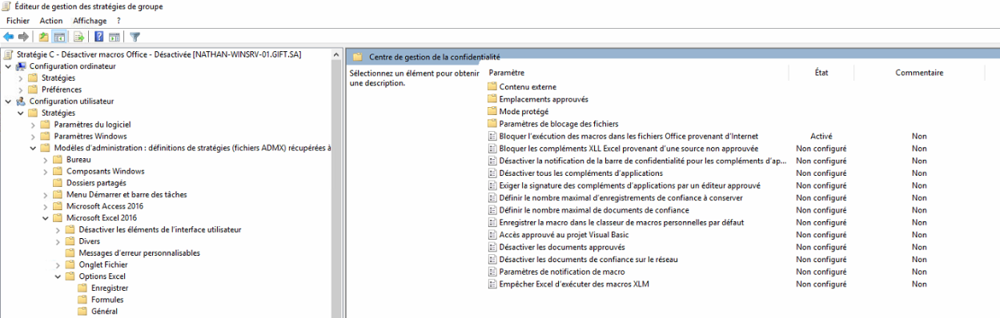 Éditeur de gestion des stratégies de groupe
Fichier Action Affichage ?
Stratégie C - Désactiver macros Office - Désactivée [NATHAN-WINSRV-01.GIFT.SA]
Configuration ordinateur
Stratégies
Préférences
Configuration utilisateur
Stratégies
Paramètres du logiciel
Paramètres Windows
Modèles d'administration : définitions de stratégies (fichiers ADMX) récupérées à
Bureau
Composants Windows
Dossiers partagés
Menu Démarrer et barre des tâches
Microsoft Access 2016
Microsoft Excel 2016
Désactiver les éléments de l'interface utilisateur
Divers
Messages d'erreur personnalisables
Onglet Fichier
Options Excel
Enregistrer
Formules
Général
Centre de gestion de la confidentialité
Sélectionnez un élément pour obtenir
une description.
Paramètre État Commentaire
Contenu externe
Emplacements approuvés
Mode protégé
Paramètres de blocage des fichiers
Bloquer l'exécution des macros dans les fichiers Office provenant d'Internet Activé Non
Bloquer les compléments XLL Excel provenant d'une source non approuvée Non configuré Non
Désactiver la notification de la barre de confidentialité pour les compléments d'ap... Non configuré Non
Désactiver tous les compléments d'applications Non configuré Non
Exiger la signature des compléments d'applications par un éditeur approuvé Non configuré Non
Définir le nombre maximal d'enregistrements de confiance à conserver Non configuré Non
Définir le nombre maximal de documents de confiance Non configuré Non
Enregistrer la macro dans le classeur de macros personnelles par défaut Non configuré Non
Accès approuvé au projet Visual Basic Non configuré Non
Désactiver les documents approuvés Non configuré Non
Désactiver les documents de confiance sur le réseau Non configuré Non
Paramètres de notification de macro Non configuré Non
Empêcher Excel d'exécuter des macros XLM Non configuré Non